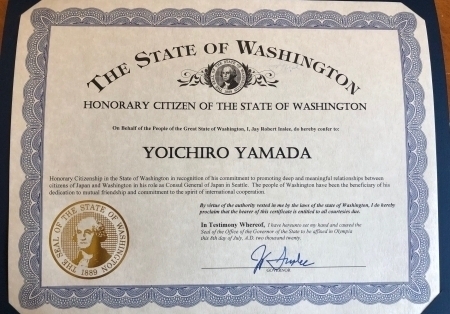 THE STATE OF WASHINGTON
HONORARY CITIZEN OF THE STATE OF WASHINGTON
On Behalf of the People of the Great State of Washington, I, Jay Robert Inslee, do hereby confer to:
YOICHIRO YAMADA
Honorary Citizenship in the State of Washington in recognition of his commitment to promoting deep and meaningful relationships between
citizens of Japan and Washington in his role as Consul General of Japan in Seattle. The people of Washington have been the beneficiary of his
dedication to mutual friendship and commitment to the spirit of international cooperation.
By virtue of the authority vested in me by the laws of the state of Washington, I do hereby
proclaim that the bearer of this certificate is entitled to all courtesies due.
In Testimony Whereof, I have hereunto set my hand and caused the
Seal of the Office of the Governor of the State to be affixed in Olympia
this 8th day of July, A.D. two thousand twenty.
THE SEAL OF THE STATE OF WASHINGTON
1889
Jay Inslee
GOVERNOR